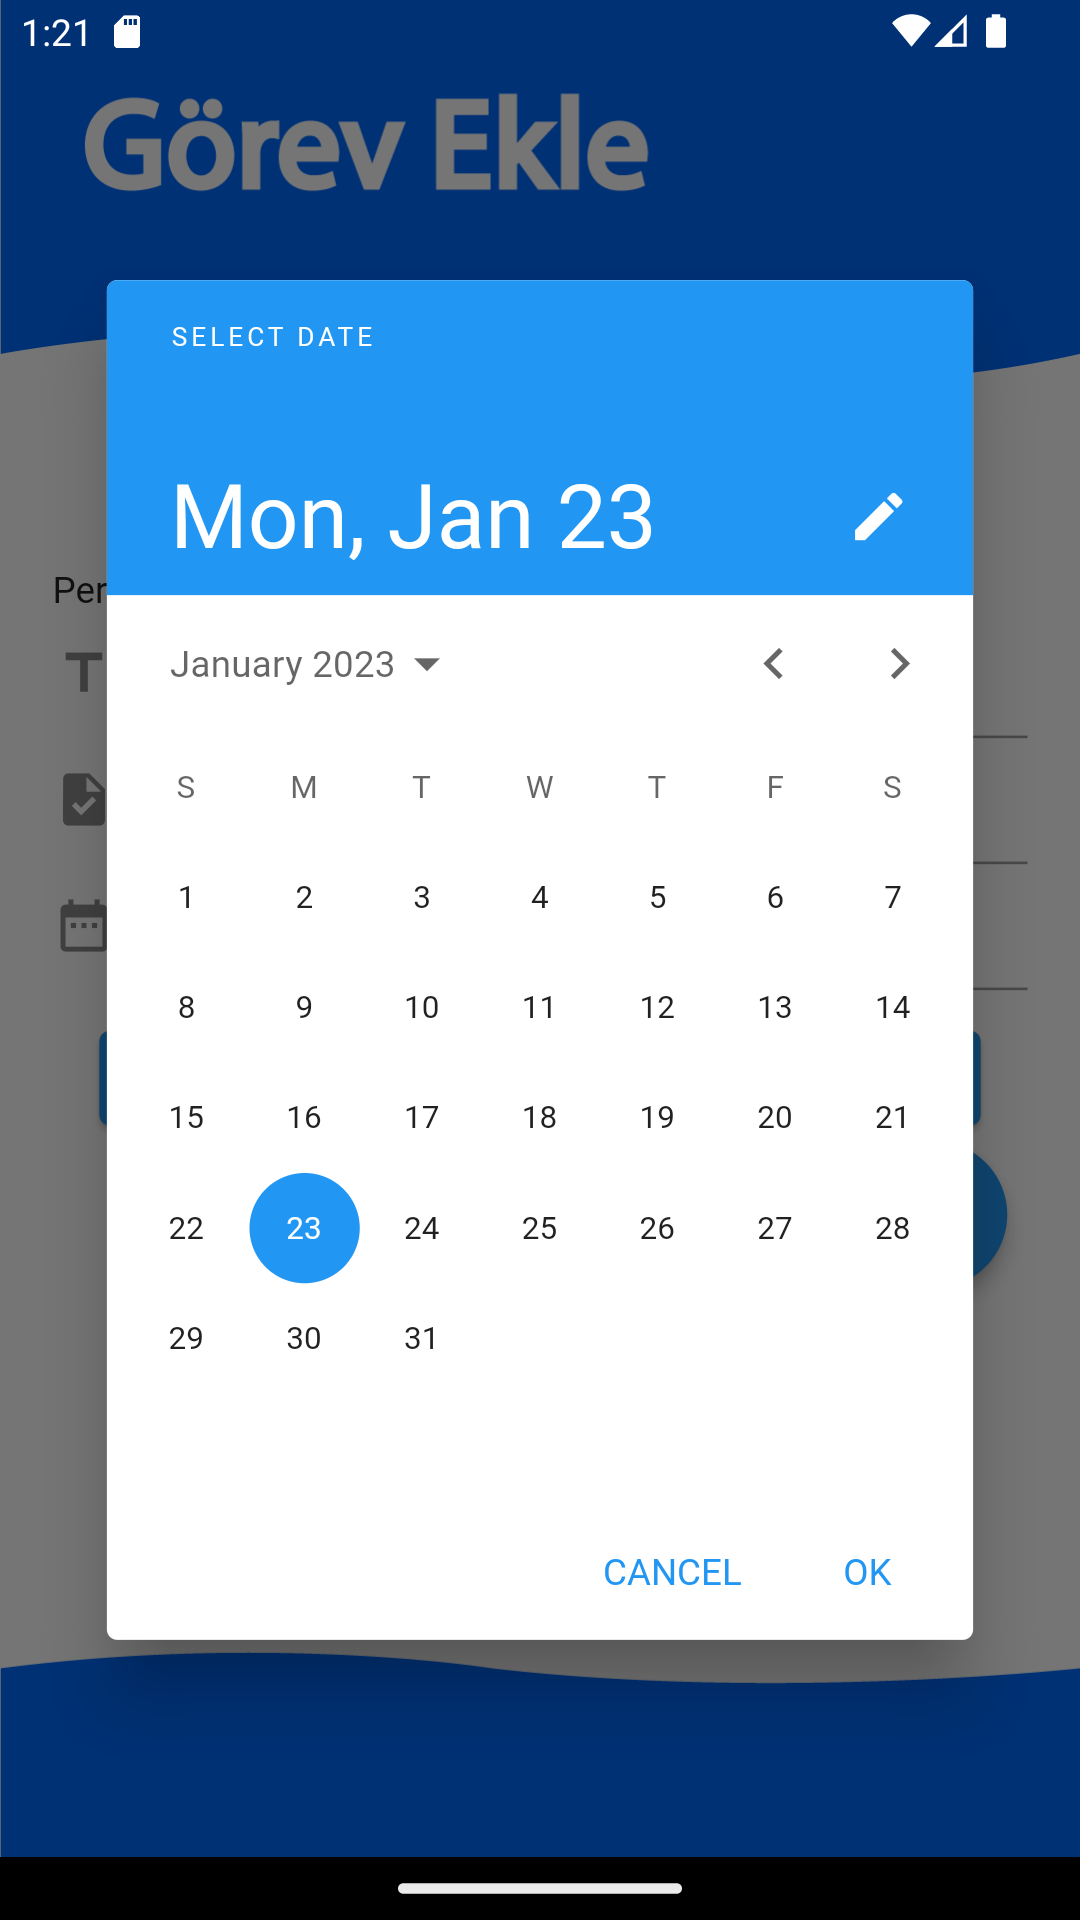 1:21
Görev Ekle
SELECT DATE
Mon, Jan 23
Per
January 2023
S M T W T F S
1 2 3 4 5 6 7
8 9 10 11 12 13 14
15 16 17 18 19 20 21
22 23 24 25 26 27 28
29 30 31
CANCEL OK